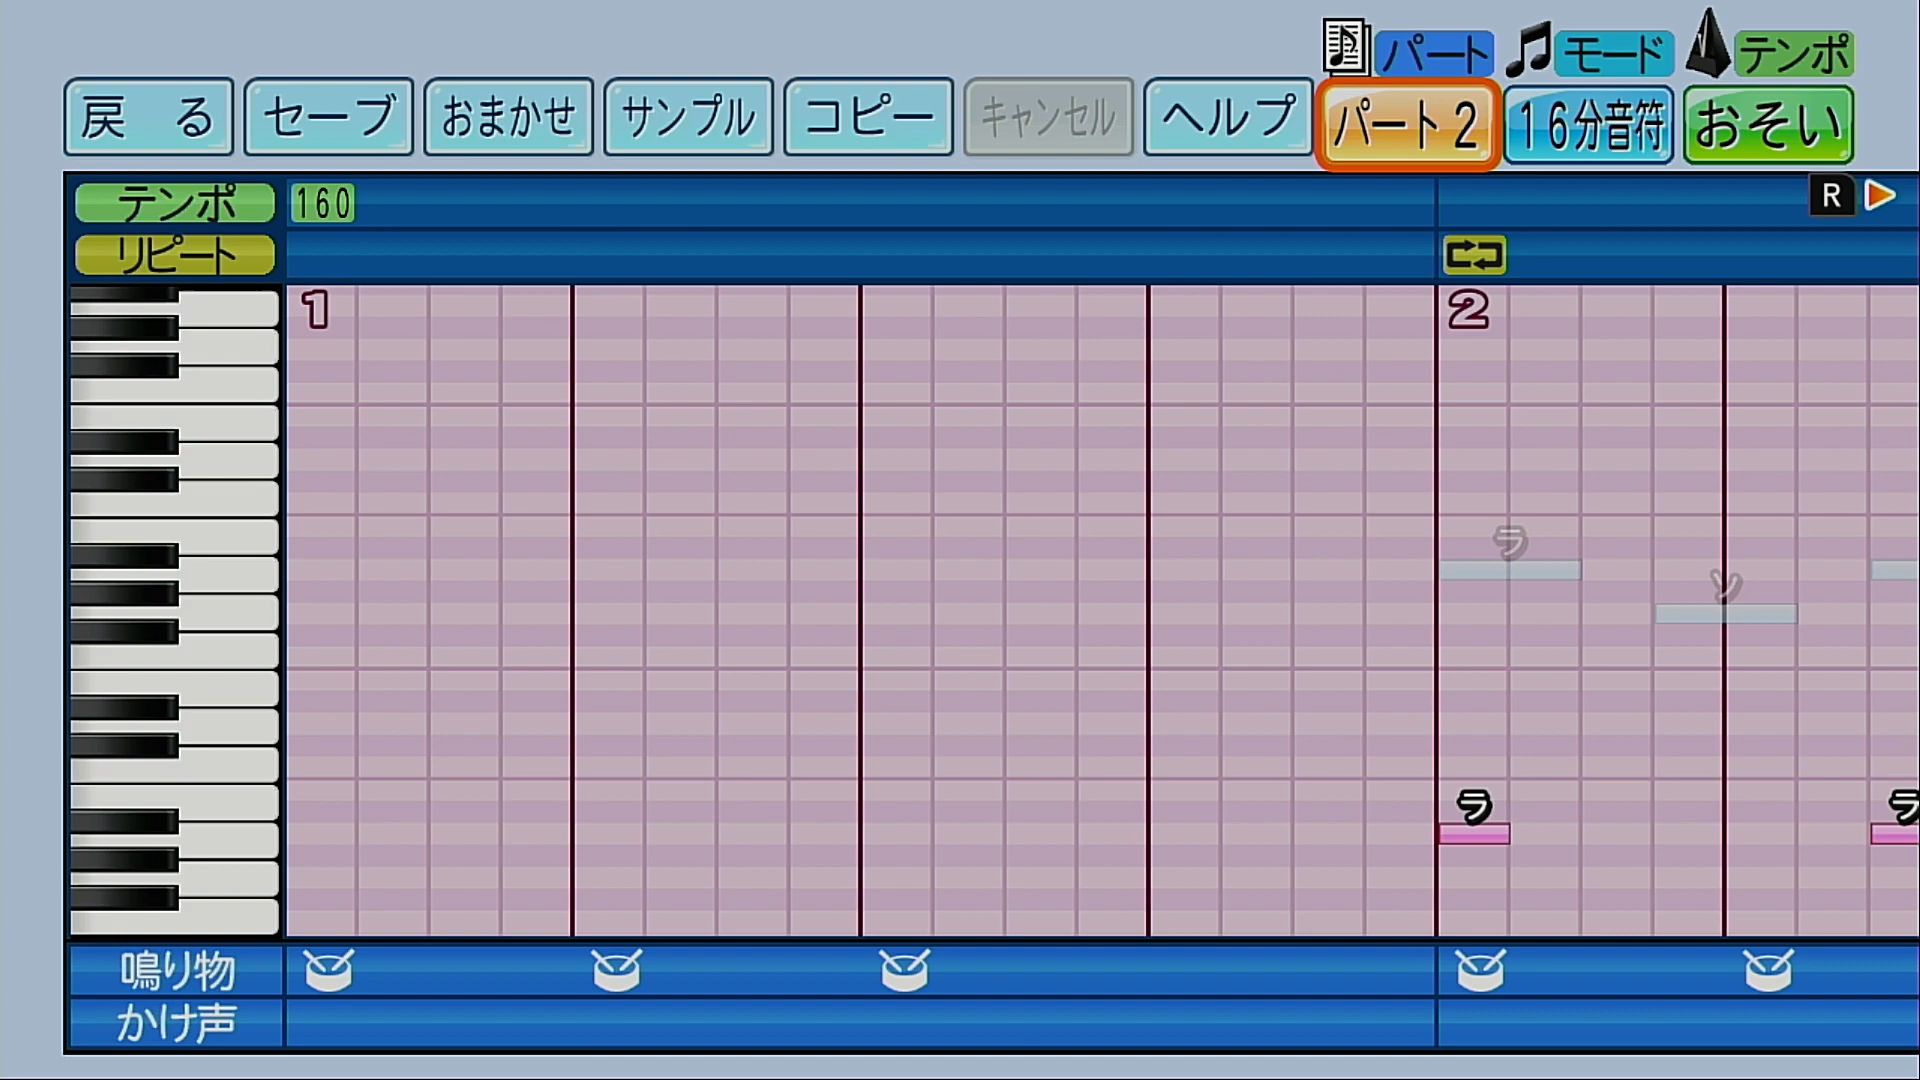 パート モード テンポ
戻る セーブ おまかせ サンプル コピー キャンセル ヘルプ パート2 16分音符 おそい
テンポ 160 R
リピート
1 2
ラ
ソ
ラ ラ
鳴り物
かけ声